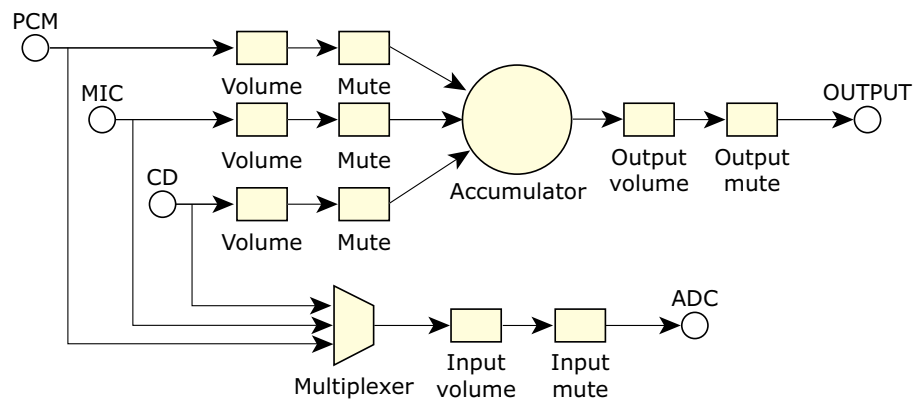 PCM
Volume
Mute
MIC
OUTPUT
Volume
Mute
Output
volume
Output
mute
CD
Accumulator
Volume
Mute
ADC
Multiplexer
Input
volume
Input
mute